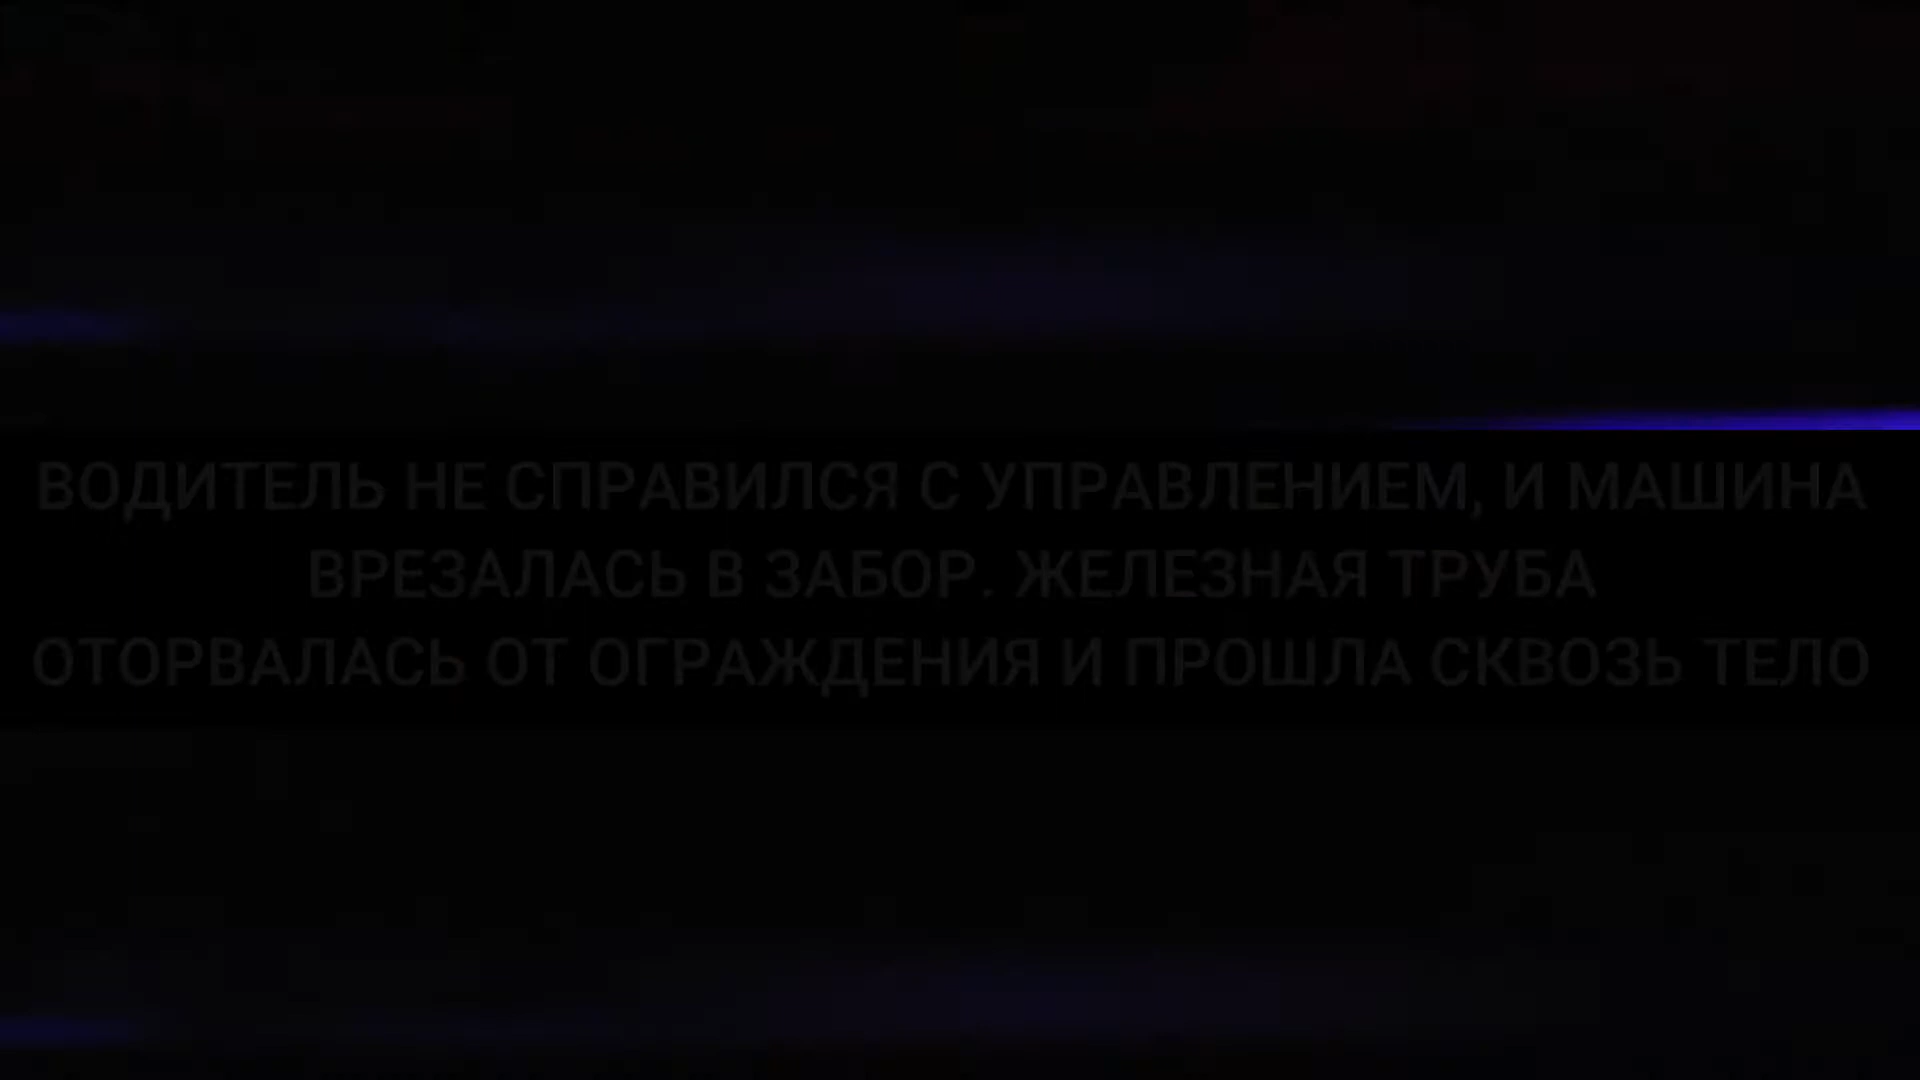 ВОДИТЕЛЬ НЕ СПРАВИЛСЯ С УПРАВЛЕНИЕМ, И МАШИНА
ВРЕЗАЛАСЬ В ЗАБОР. ЖЕЛЕЗНАЯ ТРУБА
ОТОРВАЛАСЬ ОТ ОГРАЖДЕНИЯ И ПРОШЛА СКВОЗЬ ТЕЛО